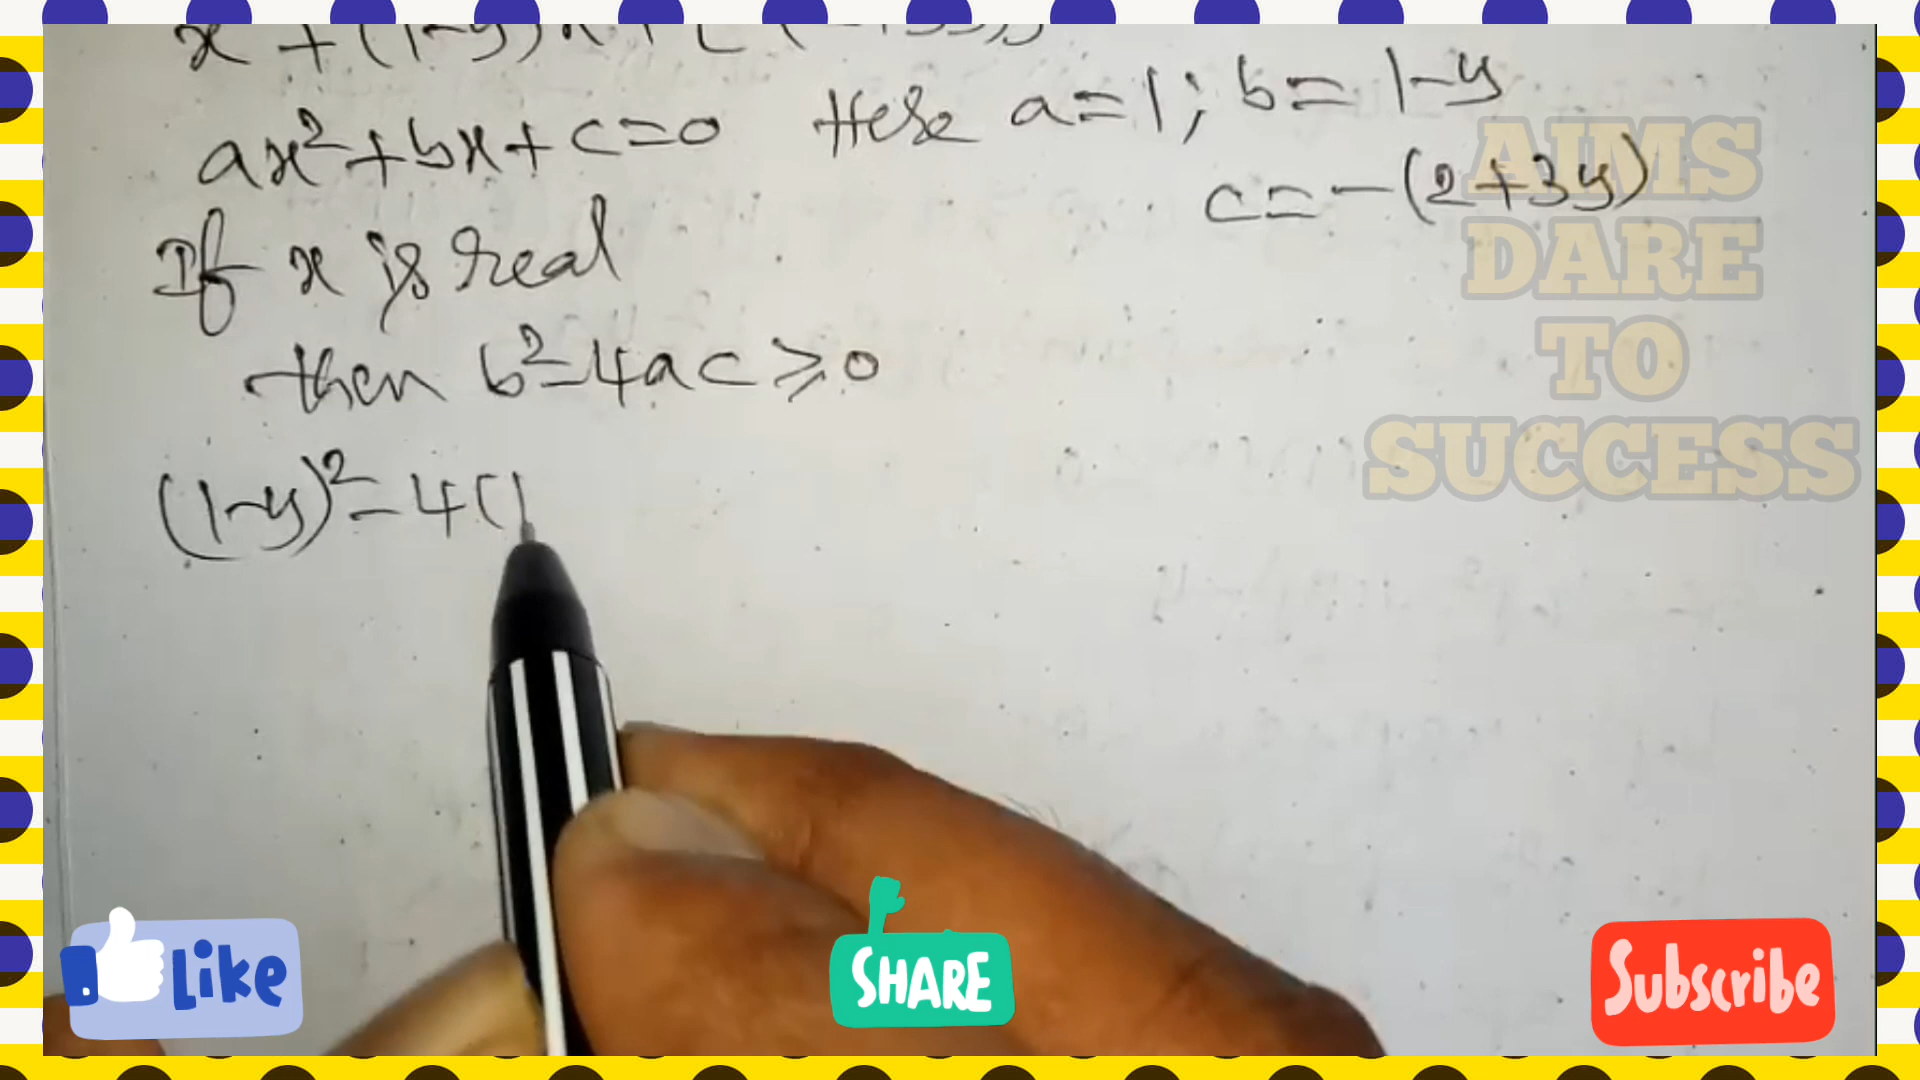 ax²+bx+c=0 Here a=1; b=1-y
c=-(2+3y)
If x is real
then b²-4ac≥0
(1-y)²-4(1
AIMS
DARE
TO
SUCCESS
Like
SHARE
Subscribe